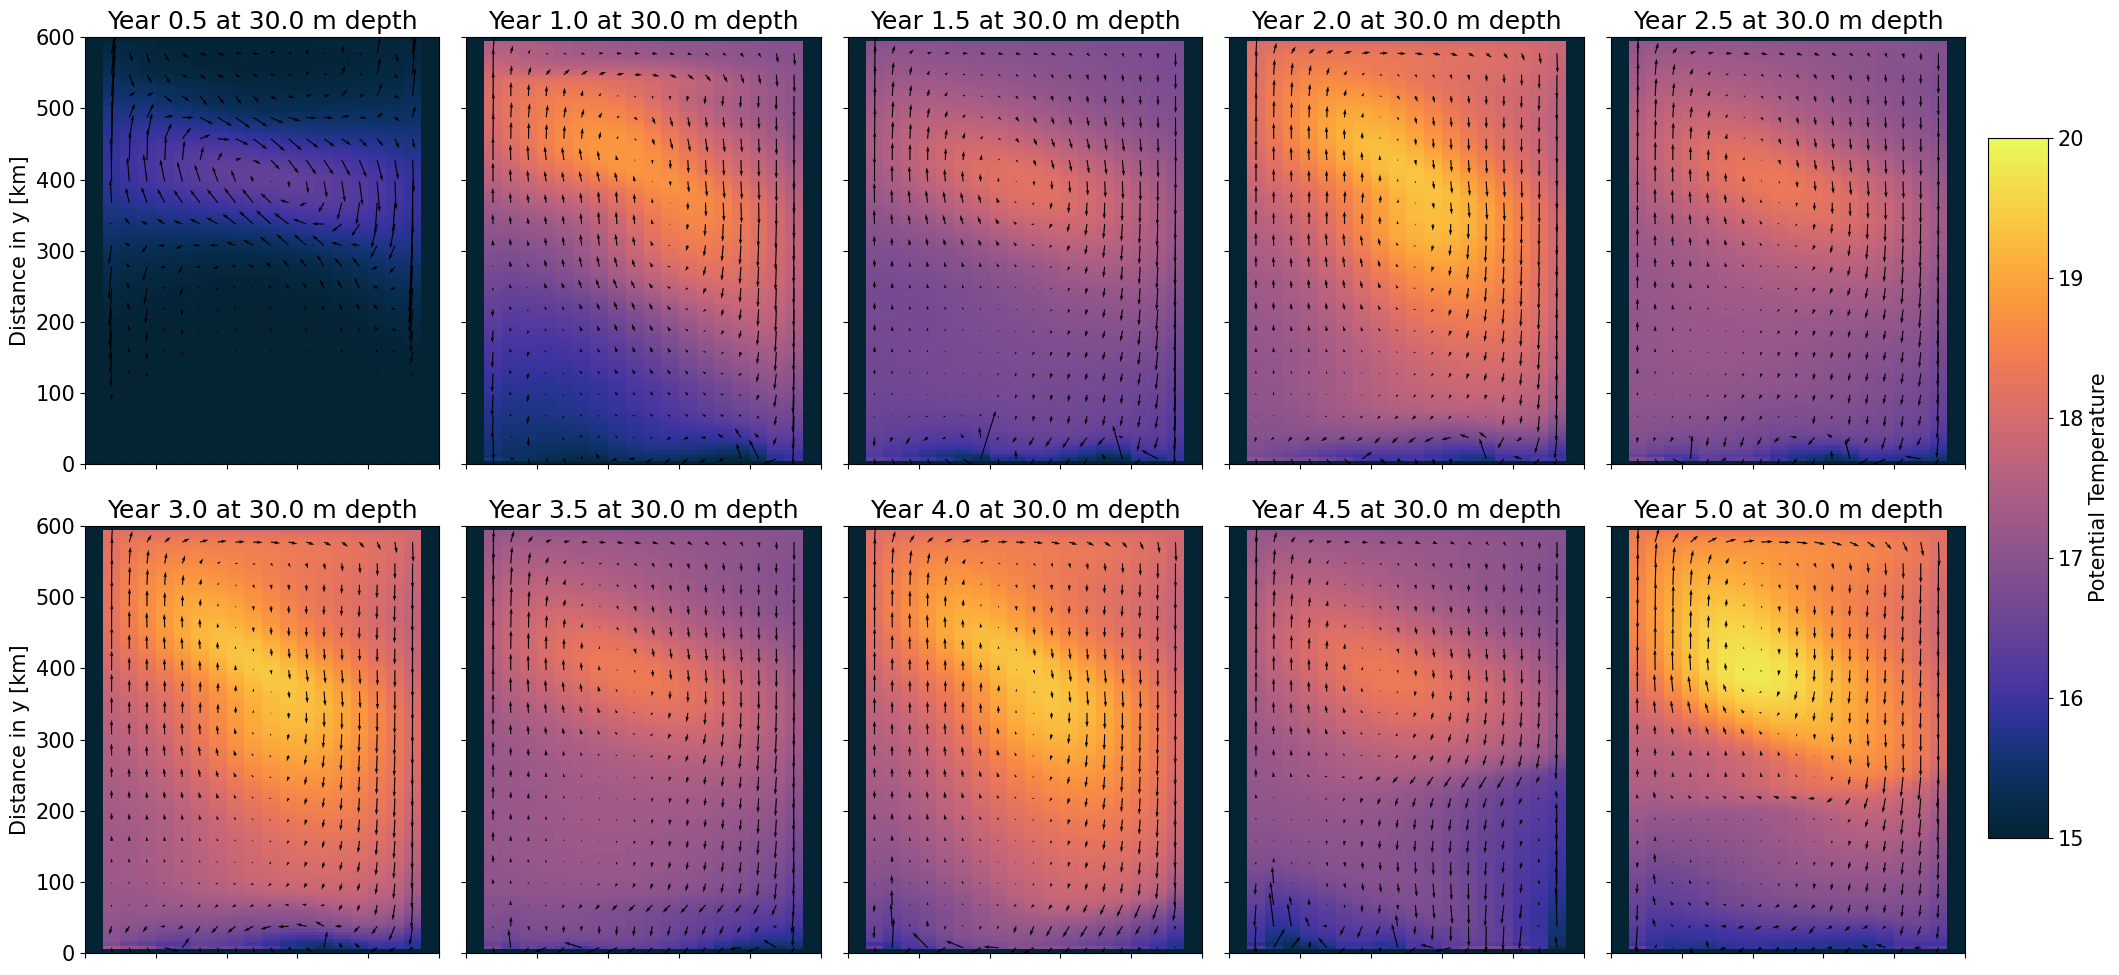 Year 0.5 at 30.0 m depth
Year 1.0 at 30.0 m depth
Year 1.5 at 30.0 m depth
Year 2.0 at 30.0 m depth
Year 2.5 at 30.0 m depth
600
500
400
300
200
100
0
Distance in y [km]
Year 3.0 at 30.0 m depth
Year 3.5 at 30.0 m depth
Year 4.0 at 30.0 m depth
Year 4.5 at 30.0 m depth
Year 5.0 at 30.0 m depth
600
500
400
300
200
100
0
Distance in y [km]
20
19
18
17
16
15
Potential Temperature